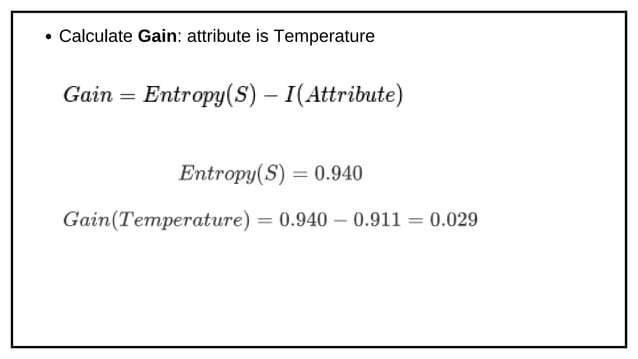 • Calculate Gain: attribute is Temperature
Gain = Entropy(S) − I(Attribute)
Entropy(S) = 0.940
Gain(Temperature) = 0.940 − 0.911 = 0.029